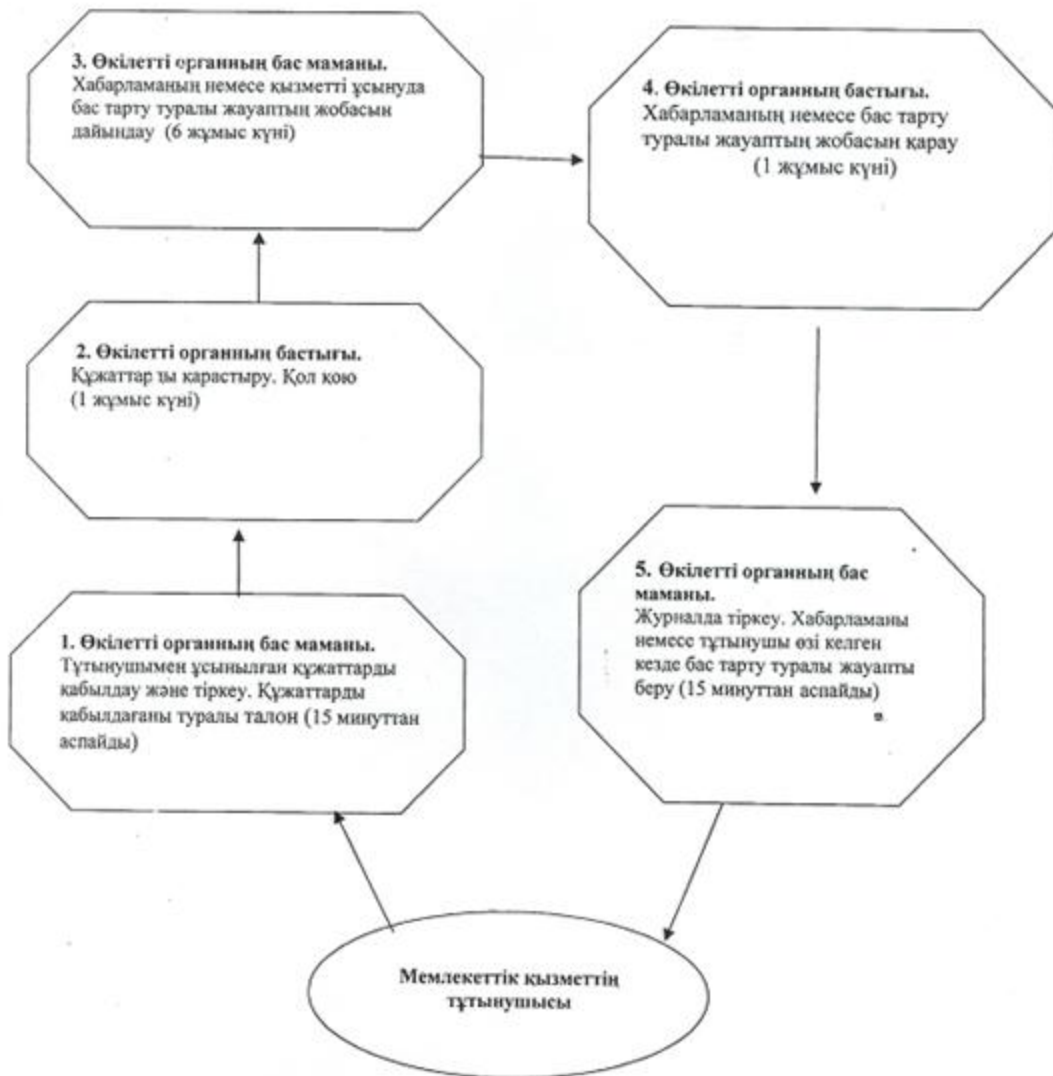 3. Өкілетті органның бас маманы.
Хабарламаның немесе қызметті ұсынуда
бас тарту туралы жауаптың жобасын
дайындау (6 жұмыс күні)
4. Өкілетті органның бастығы.
Хабарламаның немесе бас тарту
туралы жауаптың жобасын қарау
(1 жұмыс күні)
2. Өкілетті органның бастығы.
Құжаттарды карастыру. Қол қою
(1 жұмыс күні)
5. Өкілетті органның бас
маманы.
Журналда тіркеу. Хабарламаны
немесе тұтынушы өзі келген
кезде бас тарту туралы жауапты
беру (15 минуттан аспайды)
1. Өкілетті органның бас маманы.
Тұтынушымен ұсынылған құжаттарды
қабылдау және тіркеу. Құжаттарды
қабылдағаны туралы талон (15 минуттан
аспайды)
Мемлекеттік қызметтің
тұтынушысы